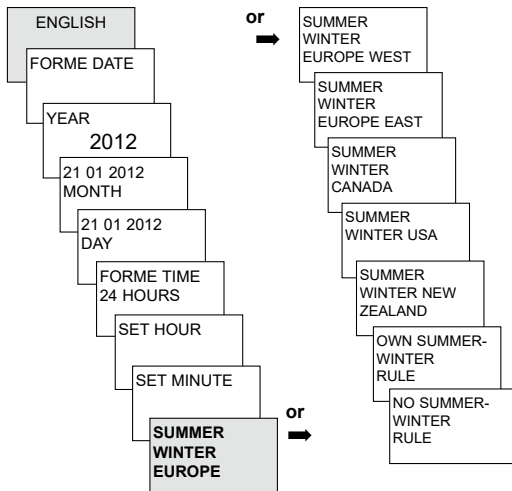 ENGLISH
FORME DATE
YEAR
2012
21 01 2012
MONTH
21 01 2012
DAY
FORME TIME
24 HOURS
SET HOUR
SET MINUTE
SUMMER
WINTER
EUROPE
or
or
SUMMER
WINTER
EUROPE WEST
SUMMER
WINTER
EUROPE EAST
SUMMER
WINTER
CANADA
SUMMER
WINTER USA
SUMMER
WINTER NEW
ZEALAND
OWN SUMMER-
WINTER
RULE
NO SUMMER-
WINTER
RULE